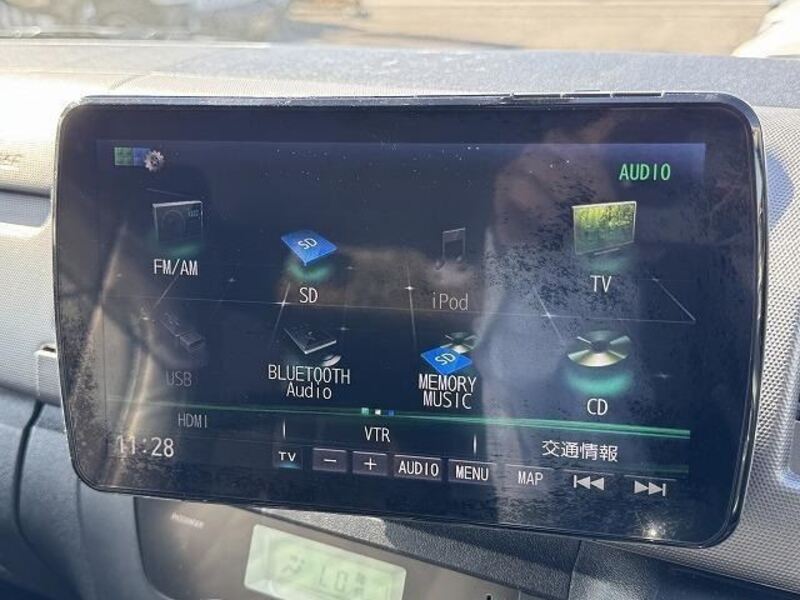 AUDIO
FM/AM
SD
SD
iPod
TV
USB
BLUETOOTH
Audio
SD
MEMORY
MUSIC
CD
HDMI
VTR
交通情報
11:28
TV
−
+
AUDIO
MENU
MAP
LO